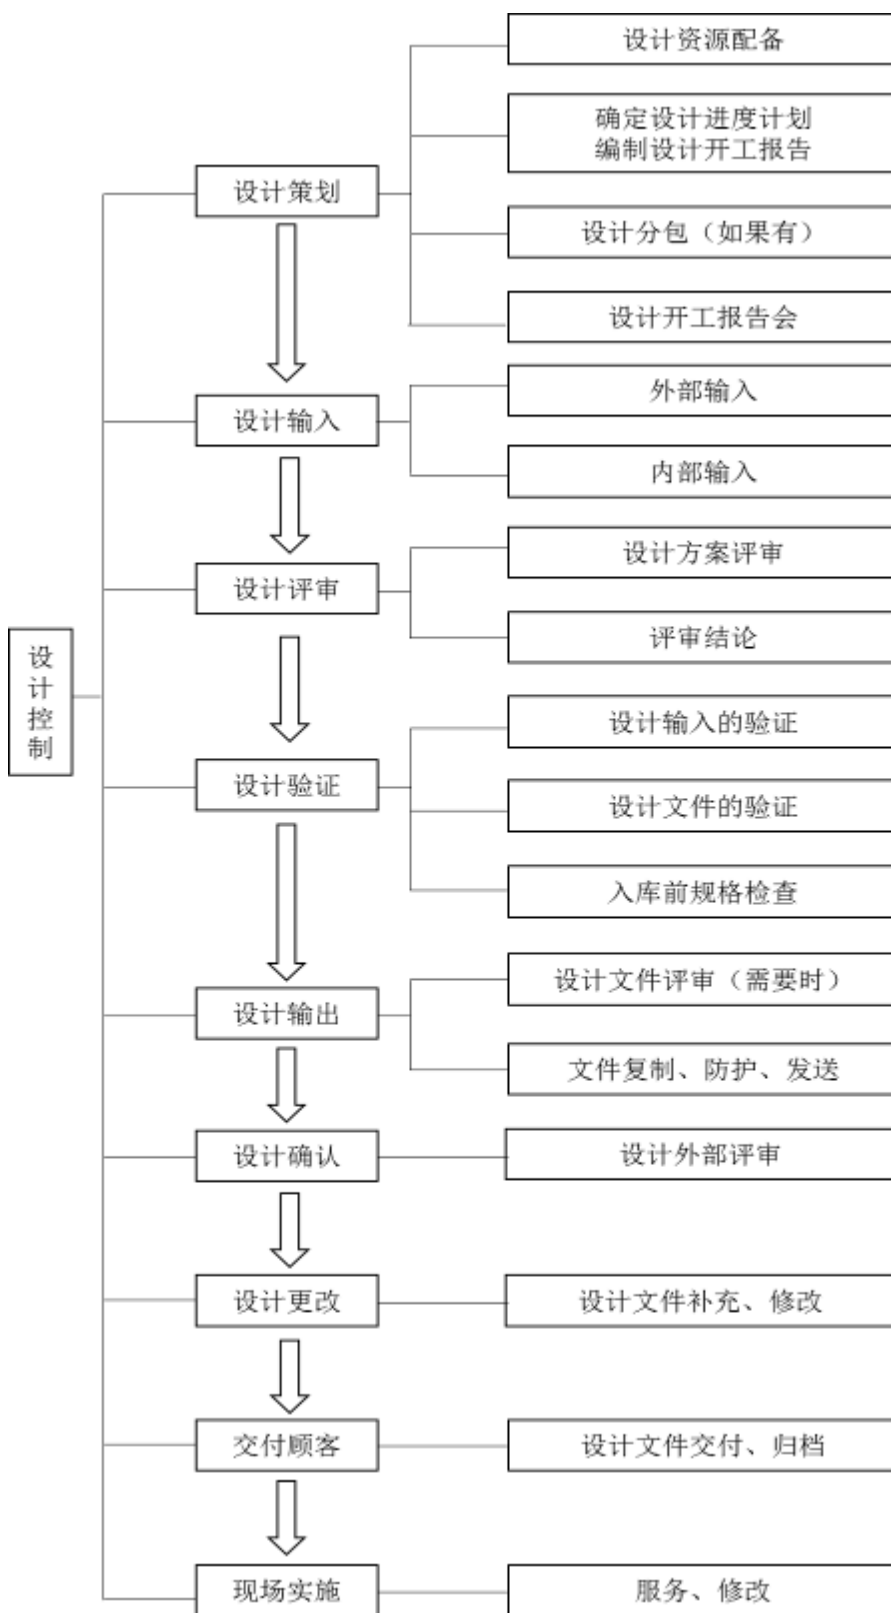 设计控制
设计策划
设计资源配备
确定设计进度计划
编制设计开工报告
设计分包（如果有）
设计开工报告会
设计输入
外部输入
内部输入
设计评审
设计方案评审
评审结论
设计验证
设计输入的验证
设计文件的验证
入库前规格检查
设计输出
设计文件评审（需要时）
文件复制、防护、发送
设计确认
设计外部评审
设计更改
设计文件补充、修改
交付顾客
设计文件交付、归档
现场实施
服务、修改